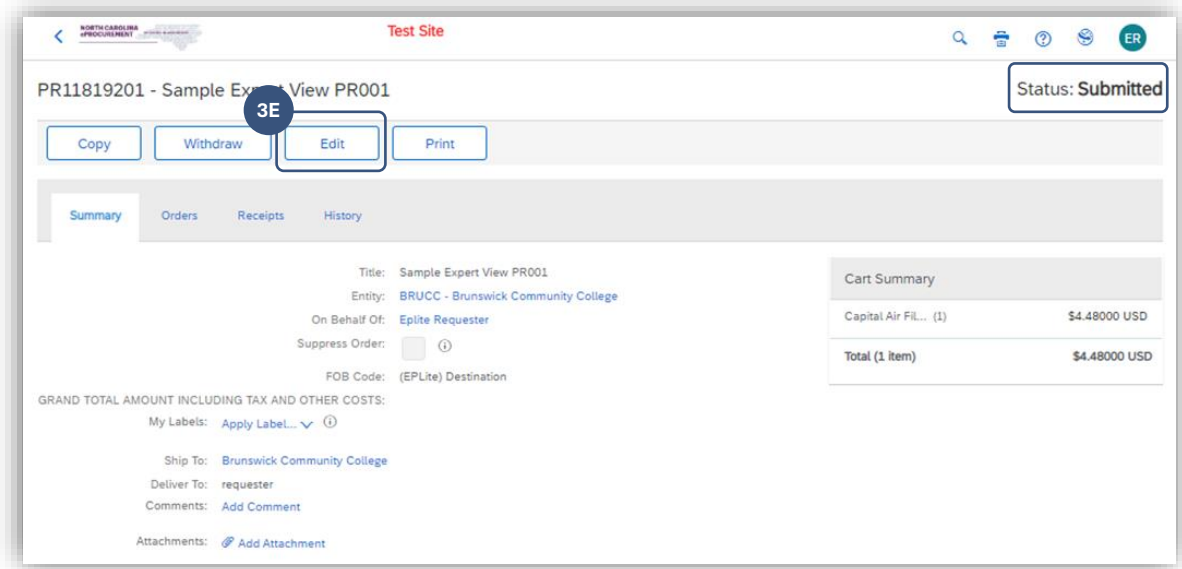 NORTH CAROLINA
ePROCUREMENT
Test Site
ER
PR11819201 - Sample Expert View PR001
Status: Submitted
3E
Copy Withdraw Edit Print
Summary Orders Receipts History
Title: Sample Expert View PR001
Entity: BRUCC - Brunswick Community College
On Behalf Of: Eplite Requester
Suppress Order:
FOB Code: (EPLite) Destination
GRAND TOTAL AMOUNT INCLUDING TAX AND OTHER COSTS:
My Labels: Apply Label...
Ship To: Brunswick Community College
Deliver To: requester
Comments: Add Comment
Attachments: Add Attachment
Cart Summary
Capital Air Fil... (1) $4.48000 USD
Total (1 item) $4.48000 USD